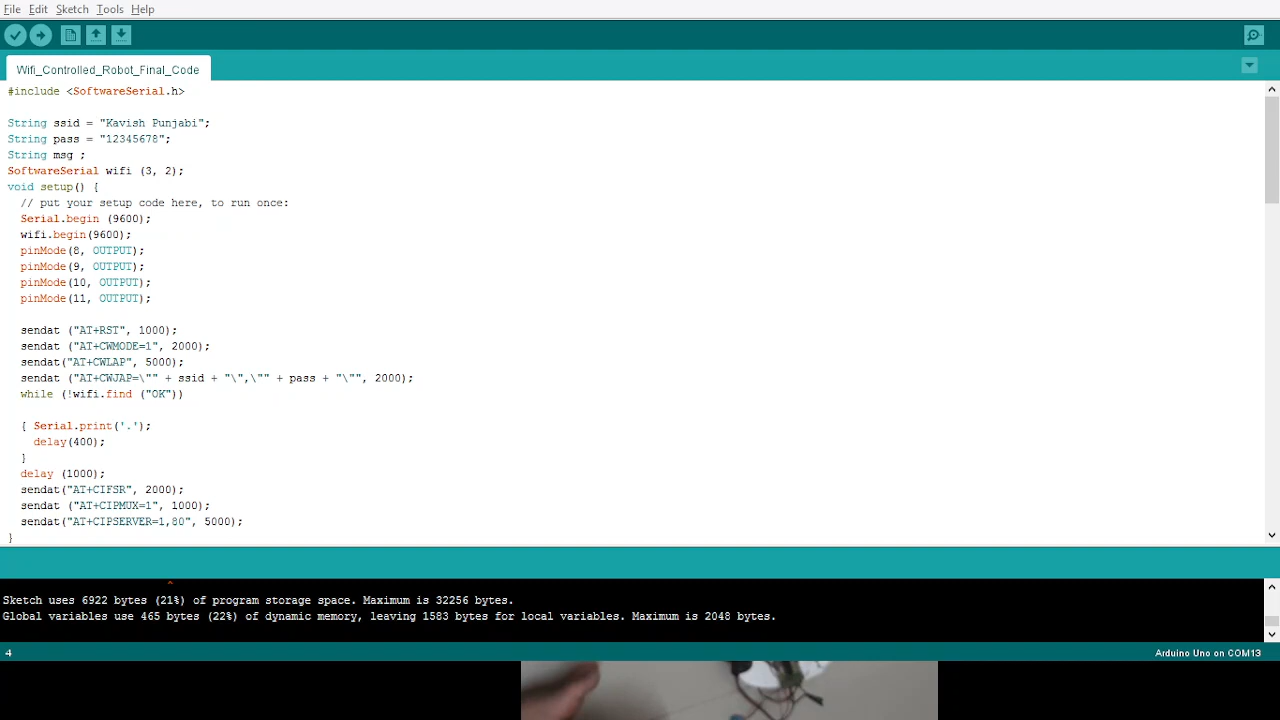 File Edit Sketch Tools Help
Wifi_Controlled_Robot_Final_Code
#include <SoftwareSerial.h>
String ssid = "Kavish Punjabi";
String pass = "12345678";
String msg ;
SoftwareSerial wifi (3, 2);
void setup() {
// put your setup code here, to run once:
Serial.begin (9600);
wifi.begin(9600);
pinMode(8, OUTPUT);
pinMode(9, OUTPUT);
pinMode(10, OUTPUT);
pinMode(11, OUTPUT);
sendat ("AT+RST", 1000);
sendat ("AT+CWMODE=1", 2000);
sendat("AT+CWLAP", 5000);
sendat ("AT+CWJAP=\"" + ssid + "\",\"" + pass + "\"", 2000);
while (!wifi.find ("OK"))
{ Serial.print('.');
delay(400);
}
delay (1000);
sendat("AT+CIFSR", 2000);
sendat ("AT+CIPMUX=1", 1000);
sendat("AT+CIPSERVER=1,80", 5000);
}
^
Sketch uses 6922 bytes (21%) of program storage space. Maximum is 32256 bytes.
Global variables use 465 bytes (22%) of dynamic memory, leaving 1583 bytes for local variables. Maximum is 2048 bytes.
4
Arduino Uno on COM13